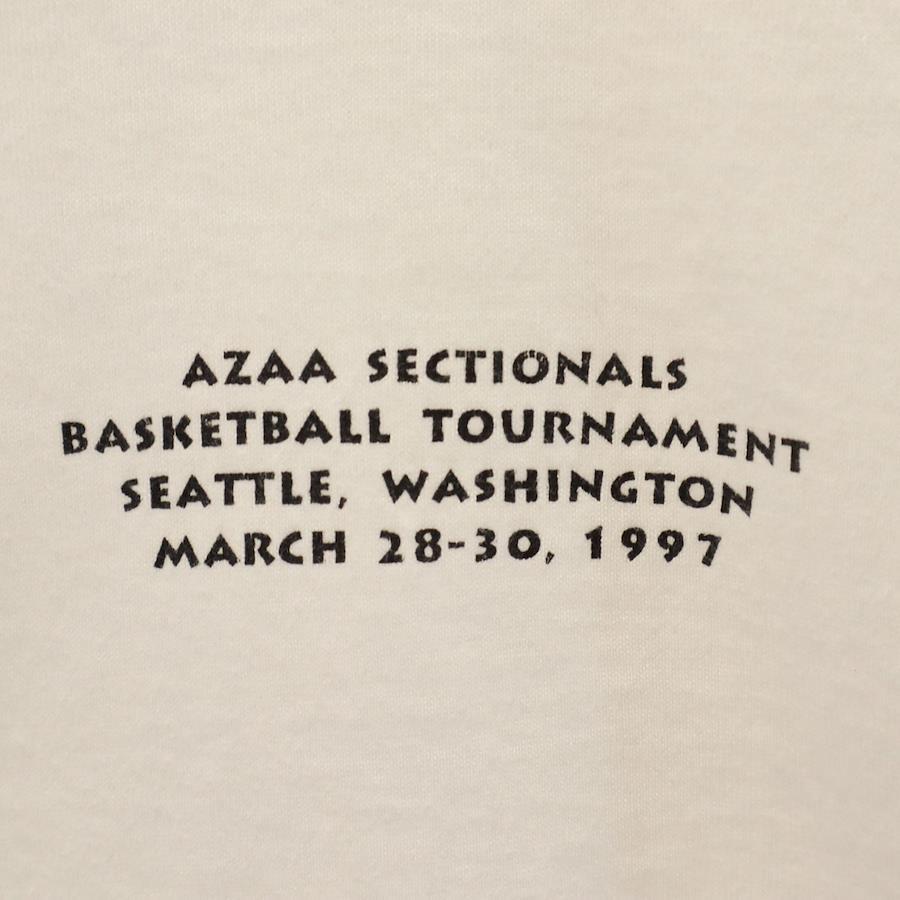 AZAA SECTIONALS
BASKETBALL TOURNAMENT
SEATTLE, WASHINGTON
MARCH 28-30, 1997